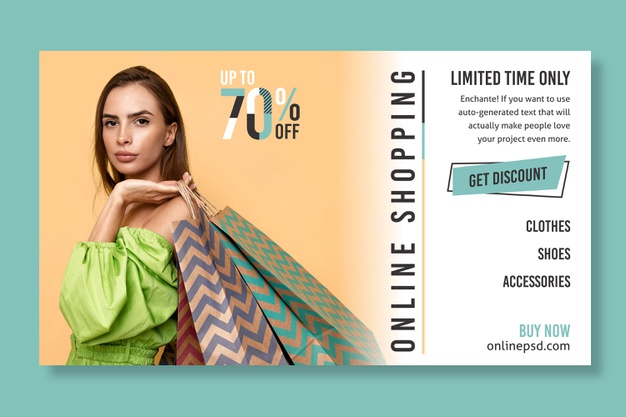 UP TO
70%
OFF
ONLINE SHOPPING
LIMITED TIME ONLY
Enchante! If you want to use
auto-generated text that will
actually make people love
your project even more.
GET DISCOUNT
CLOTHES
SHOES
ACCESSORIES
BUY NOW
onlinepsd.com